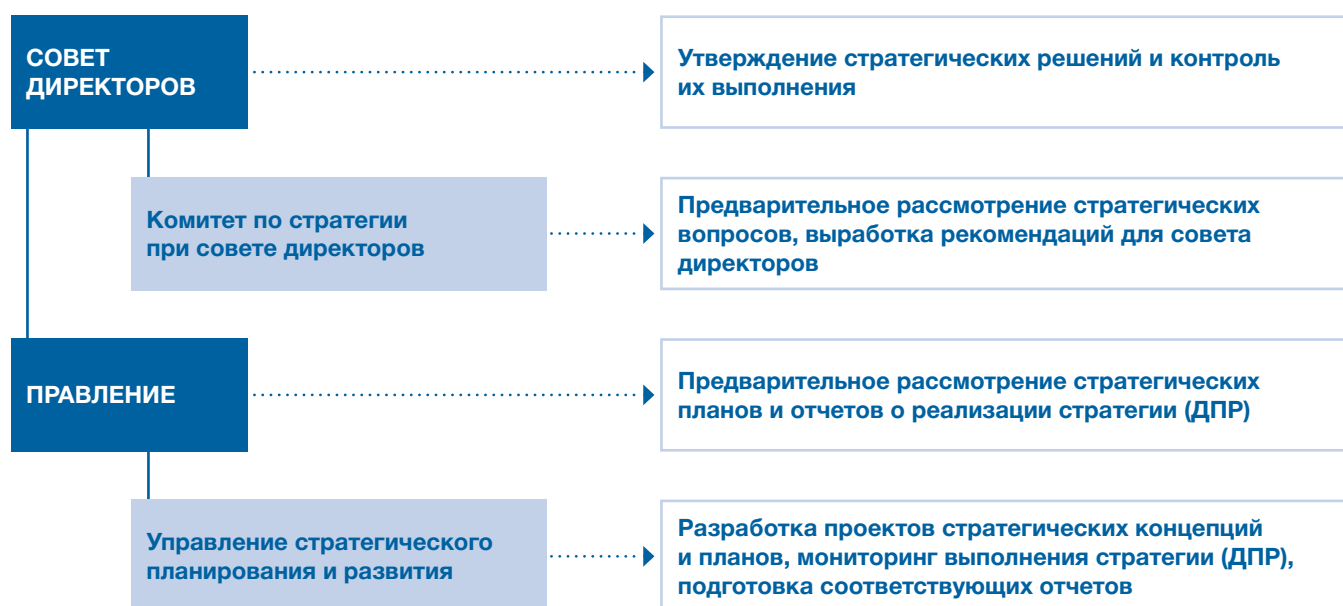 СОВЕТ
ДИРЕКТОРОВ
Утверждение стратегических решений и контроль
их выполнения
Комитет по стратегии
при совете директоров
Предварительное рассмотрение стратегических
вопросов, выработка рекомендаций для совета
директоров
ПРАВЛЕНИЕ
Предварительное рассмотрение стратегических
планов и отчетов о реализации стратегии (ДПР)
Управление стратегического
планирования и развития
Разработка проектов стратегических концепций
и планов, мониторинг выполнения стратегии (ДПР),
подготовка соответствующих отчетов